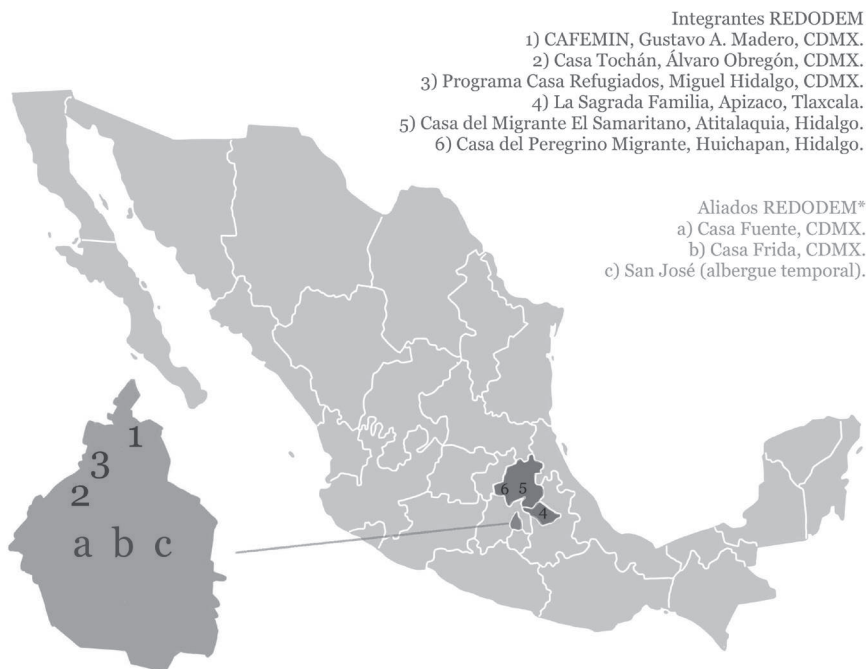 Integrantes REDODEM
1) CAFEMIN, Gustavo A. Madero, CDMX.
2) Casa Tochán, Álvaro Obregón, CDMX.
3) Programa Casa Refugiados, Miguel Hidalgo, CDMX.
4) La Sagrada Familia, Apizaco, Tlaxcala.
5) Casa del Migrante El Samaritano, Atitalaquia, Hidalgo.
6) Casa del Peregrino Migrante, Huichapan, Hidalgo.
Aliados REDODEM*
a) Casa Fuente, CDMX.
b) Casa Frida, CDMX.
c) San José (albergue temporal).
1
3
2
a b c
6 5
4